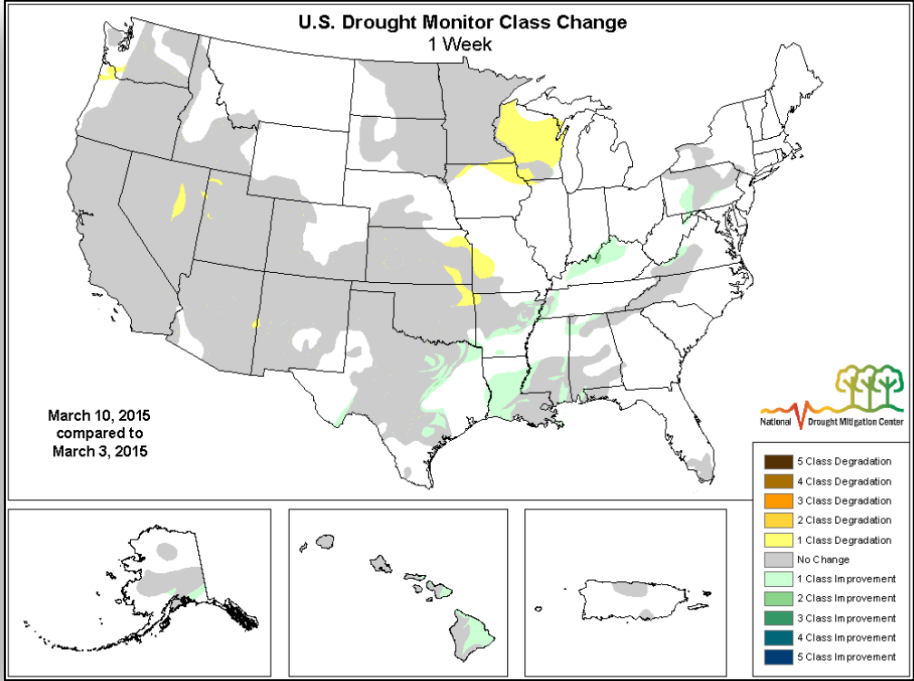 U.S. Drought Monitor Class Change
1 Week
March 10, 2015
compared to
March 3, 2015
National Drought Mitigation Center
5 Class Degradation
4 Class Degradation
3 Class Degradation
2 Class Degradation
1 Class Degradation
No Change
1 Class Improvement
2 Class Improvement
3 Class Improvement
4 Class Improvement
5 Class Improvement